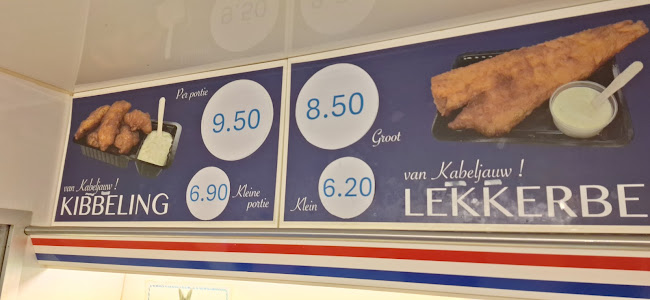 Per portie
9.50
van Kabeljauw !
KIBBELING
6.90
Kleine
portie
8.50
Groot
Klein
6.20
van Kabeljauw !
LEKKERBE